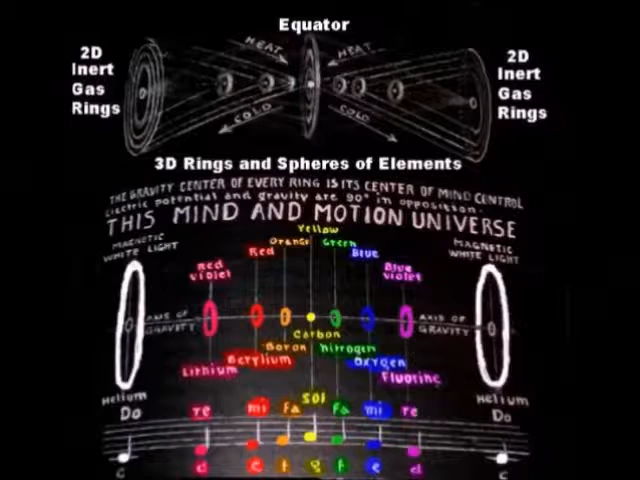 Equator
2D
Inert
Gas
Rings
HEAT
HEAT
2D
Inert
Gas
Rings
COLD
COLD
3D Rings and Spheres of Elements
THE GRAVITY CENTER OF EVERY RING IS ITS CENTER OF MIND CONTROL
Electric potential and gravity are 90° in opposition.
THIS MIND AND MOTION UNIVERSE
MAGNETIC
WHITE LIGHT
Red
violet
Red
Orange
Yellow
Green
Blue
Blue
violet
MAGNETIC
WHITE LIGHT
AXIS OF
GRAVITY
AXIS OF
GRAVITY
Carbon
Boron
Nitrogen
Berylium
Oxygen
Lithium
Fluorine
Helium
Do
re
mi
Fa
Sol
Fa
mi
re
Helium
Do
c
d
e
f
g
f
e
d
c